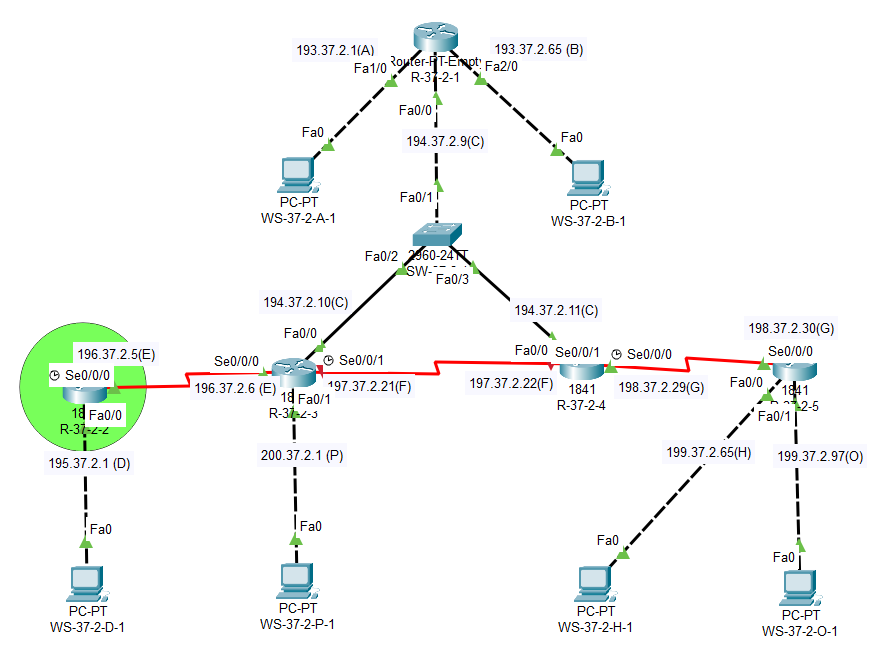 193.37.2.1(A)
193.37.2.65 (B)
Router-PT-Empty
R-37-2-1
Fa1/0
Fa2/0
Fa0/0
Fa0
Fa0
194.37.2.9(C)
PC-PT
WS-37-2-A-1
PC-PT
WS-37-2-B-1
Fa0/1
2960-24TT
Fa0/2
Fa0/3
194.37.2.10(C)
194.37.2.11(C)
Fa0/0
198.37.2.30(G)
196.37.2.5(E)
Se0/0/0
Se0/0/0
Se0/0/1
Fa0/0
Se0/0/1
Se0/0/0
Se0/0/0
196.37.2.6 (E)
197.37.2.21(F)
197.37.2.22(F)
198.37.2.29(G)
Fa0/0
1841
R-37-2-4
1841
Fa0/0
R-37-2-2
Fa0/1
Fa0/1
195.37.2.1 (D)
200.37.2.1 (P)
199.37.2.65(H)
199.37.2.97(O)
Fa0
Fa0
Fa0
Fa0
PC-PT
WS-37-2-D-1
PC-PT
WS-37-2-P-1
PC-PT
WS-37-2-H-1
PC-PT
WS-37-2-O-1